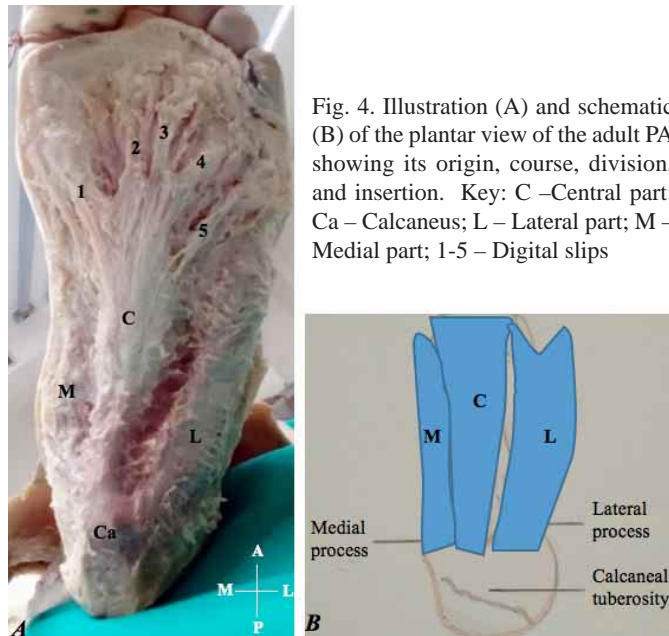 Fig. 4. Illustration (A) and schematic
(B) of the plantar view of the adult PA
showing its origin, course, division,
and insertion. Key: C –Central part;
Ca – Calcaneus; L – Lateral part; M –
Medial part; 1-5 – Digital slips
3
2
4
1
5
C
M
L
Ca
A
M L
P
A
C
M L
Lateral
process
Medial
process
Calcaneal
tuberosity
B